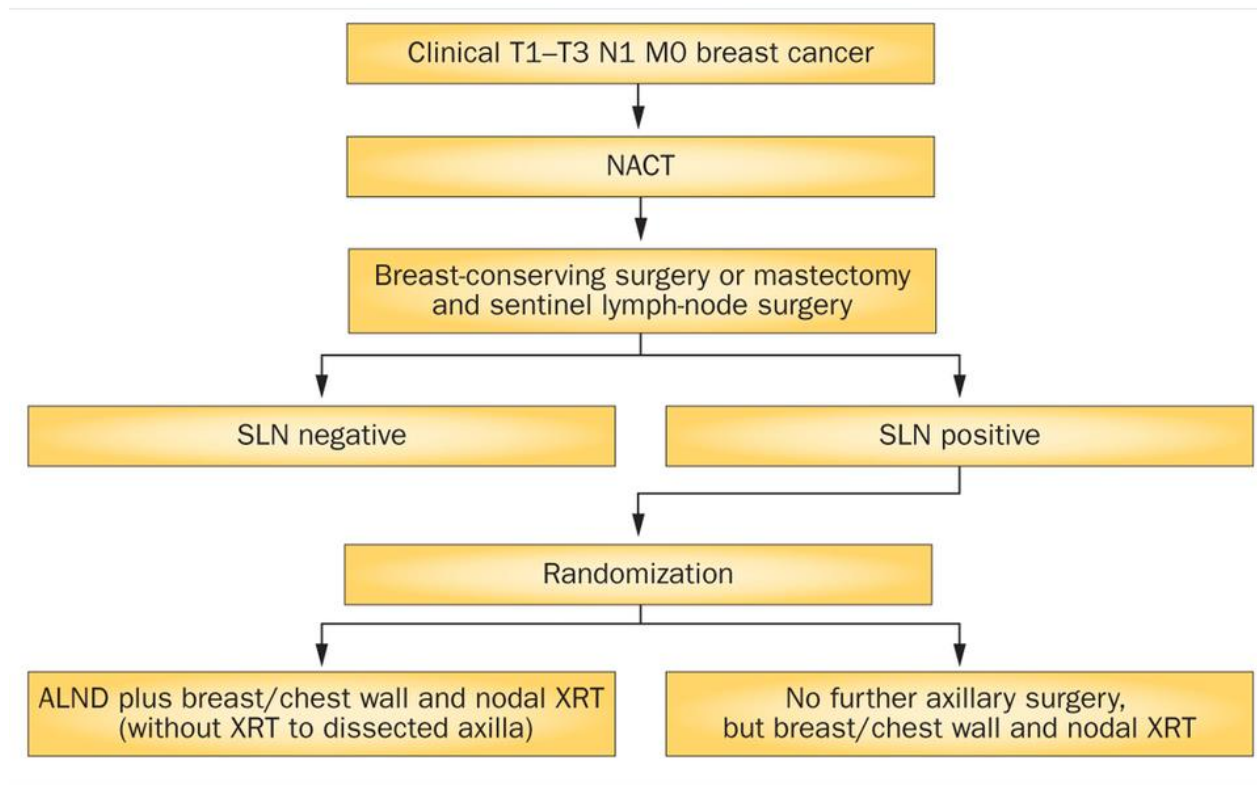 Clinical T1–T3 N1 M0 breast cancer
NACT
Breast-conserving surgery or mastectomy
and sentinel lymph-node surgery
SLN negative
SLN positive
Randomization
ALND plus breast/chest wall and nodal XRT
(without XRT to dissected axilla)
No further axillary surgery,
but breast/chest wall and nodal XRT